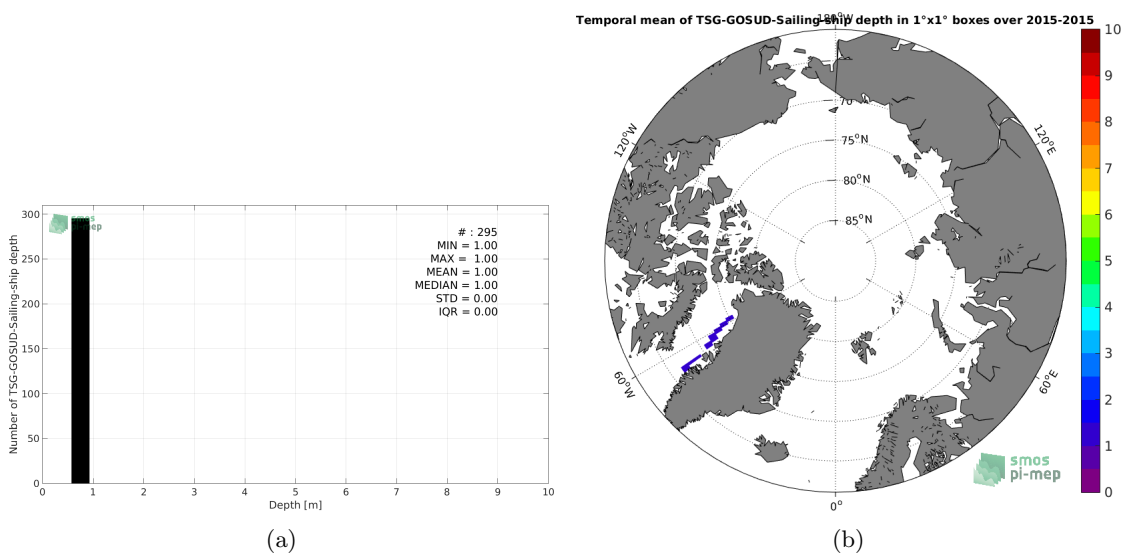 Temporal mean of TSG-GOSUD-Sailing-ship depth in 1°x1° boxes over 2015-2015
180°W
120°W
120°E
70
75°N
80°N
85°N
60°W
60°E
0°
10
9
8
7
6
5
4
3
2
1
0
smos
pi-mep
Number of TSG-GOSUD-Sailing-ship depth
300
250
200
150
100
50
0
smos
pi-mep
# : 295
MIN = 1.00
MAX = 1.00
MEAN = 1.00
MEDIAN = 1.00
STD = 0.00
IQR = 0.00
0 1 2 3 4 5 6 7 8 9 10
Depth [m]
(a)
(b)